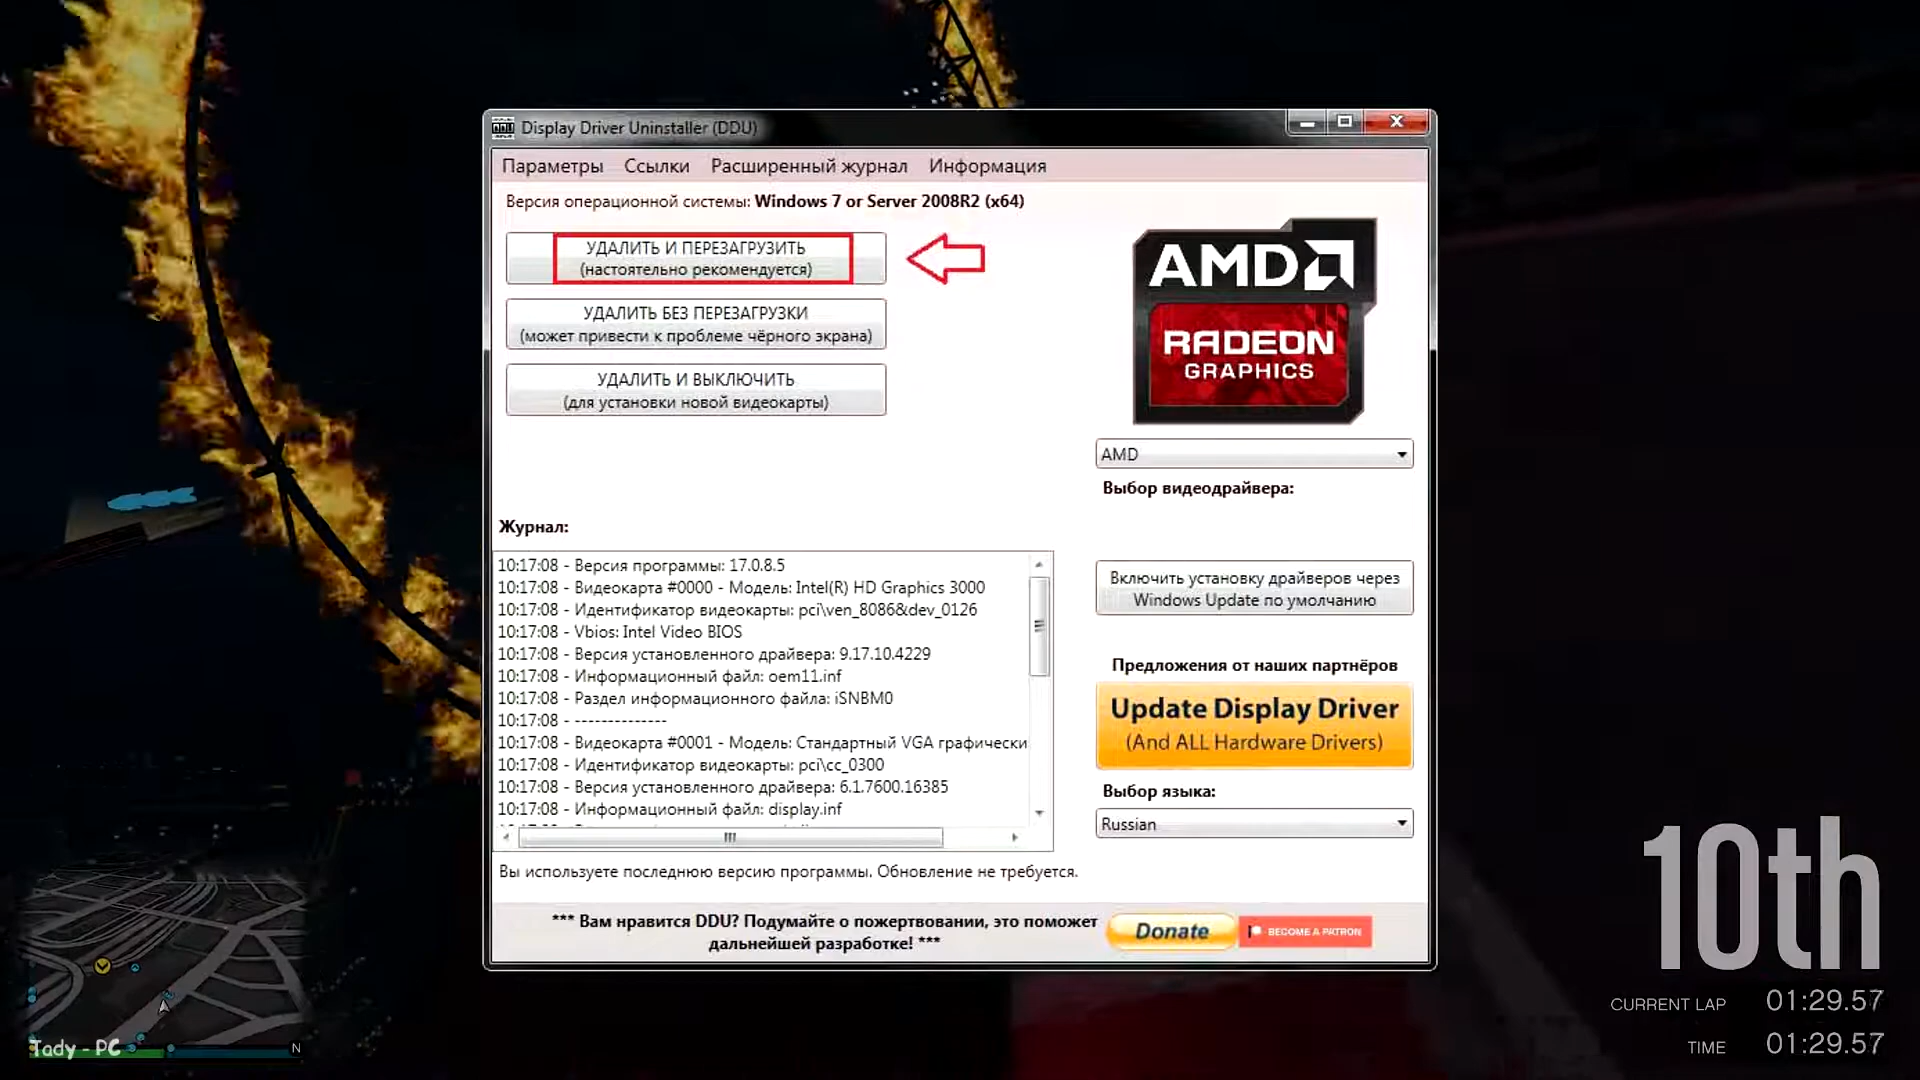 Display Driver Uninstaller (DDU)
Параметры Ссылки Расширенный журнал Информация
Версия операционной системы: Windows 7 or Server 2008R2 (x64)
УДАЛИТЬ И ПЕРЕЗАГРУЗИТЬ
(настоятельно рекомендуется)
УДАЛИТЬ БЕЗ ПЕРЕЗАГРУЗКИ
(может привести к проблеме чёрного экрана)
УДАЛИТЬ И ВЫКЛЮЧИТЬ
(для установки новой видеокарты)
AMD
RADEON
GRAPHICS
AMD
Выбор видеодрайвера:
Журнал:
10:17:08 - Версия программы: 17.0.8.5
10:17:08 - Видеокарта #0000 - Модель: Intel(R) HD Graphics 3000
10:17:08 - Идентификатор видеокарты: pci\ven_8086&dev_0126
10:17:08 - Vbios: Intel Video BIOS
10:17:08 - Версия установленного драйвера: 9.17.10.4229
10:17:08 - Информационный файл: oem11.inf
10:17:08 - Раздел информационного файла: iSNBM0
10:17:08 - --------------
10:17:08 - Видеокарта #0001 - Модель: Стандартный VGA графически
10:17:08 - Идентификатор видеокарты: pci\cc_0300
10:17:08 - Версия установленного драйвера: 6.1.7600.16385
10:17:08 - Информационный файл: display.inf
Включить установку драйверов через
Windows Update по умолчанию
Предложения от наших партнёров
Update Display Driver
(And ALL Hardware Drivers)
Выбор языка:
Russian
Вы используете последнюю версию программы. Обновление не требуется.
*** Вам нравится DDU? Подумайте о пожертвовании, это поможет
дальнейшей разработке! ***
Donate
BECOME A PATRON
10th
CURRENT LAP 01:29.57
TIME 01:29.57
Tady - PC
N